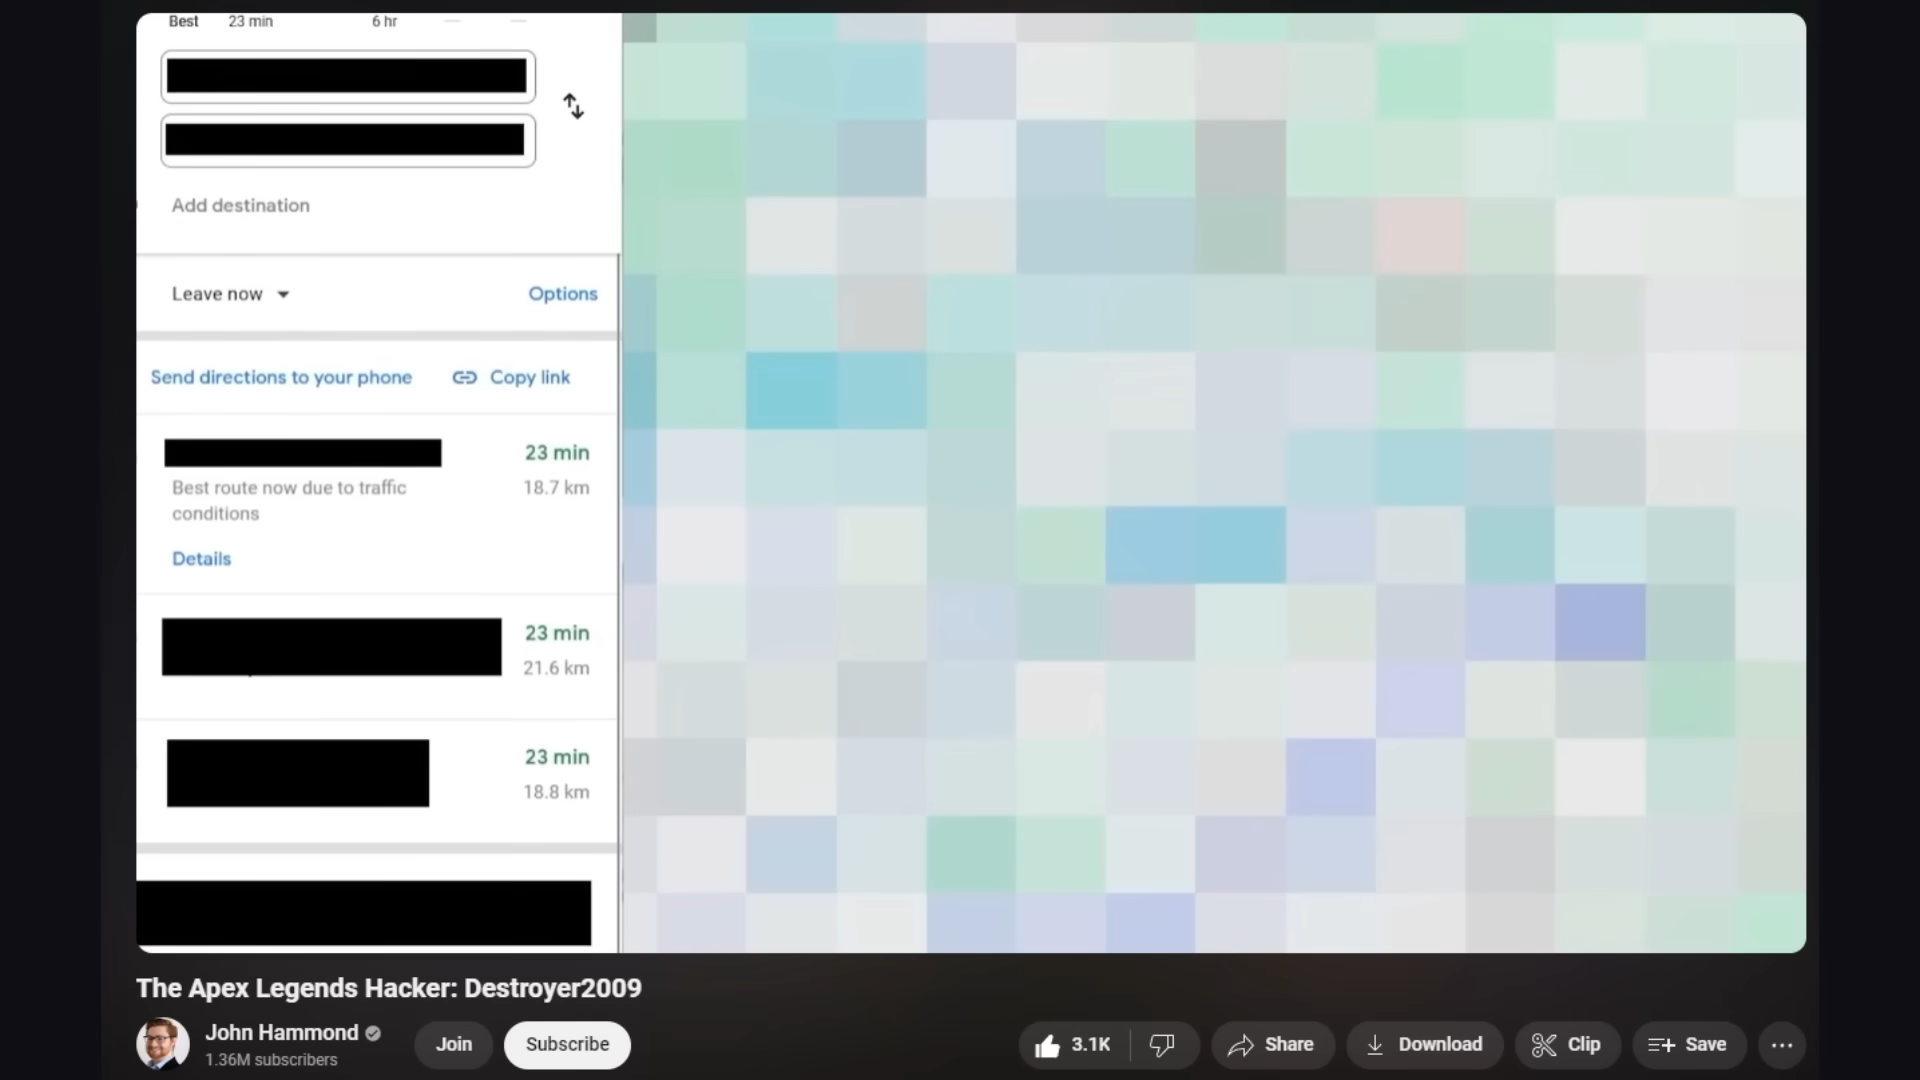 Best 23 min 6 hr — —
Add destination
Leave now Options
Send directions to your phone Copy link
23 min
Best route now due to traffic 18.7 km
conditions
Details
23 min
21.6 km
23 min
18.8 km
The Apex Legends Hacker: Destroyer2009
John Hammond
1.36M subscribers
Join
Subscribe
3.1K
Share
Download
Clip
Save